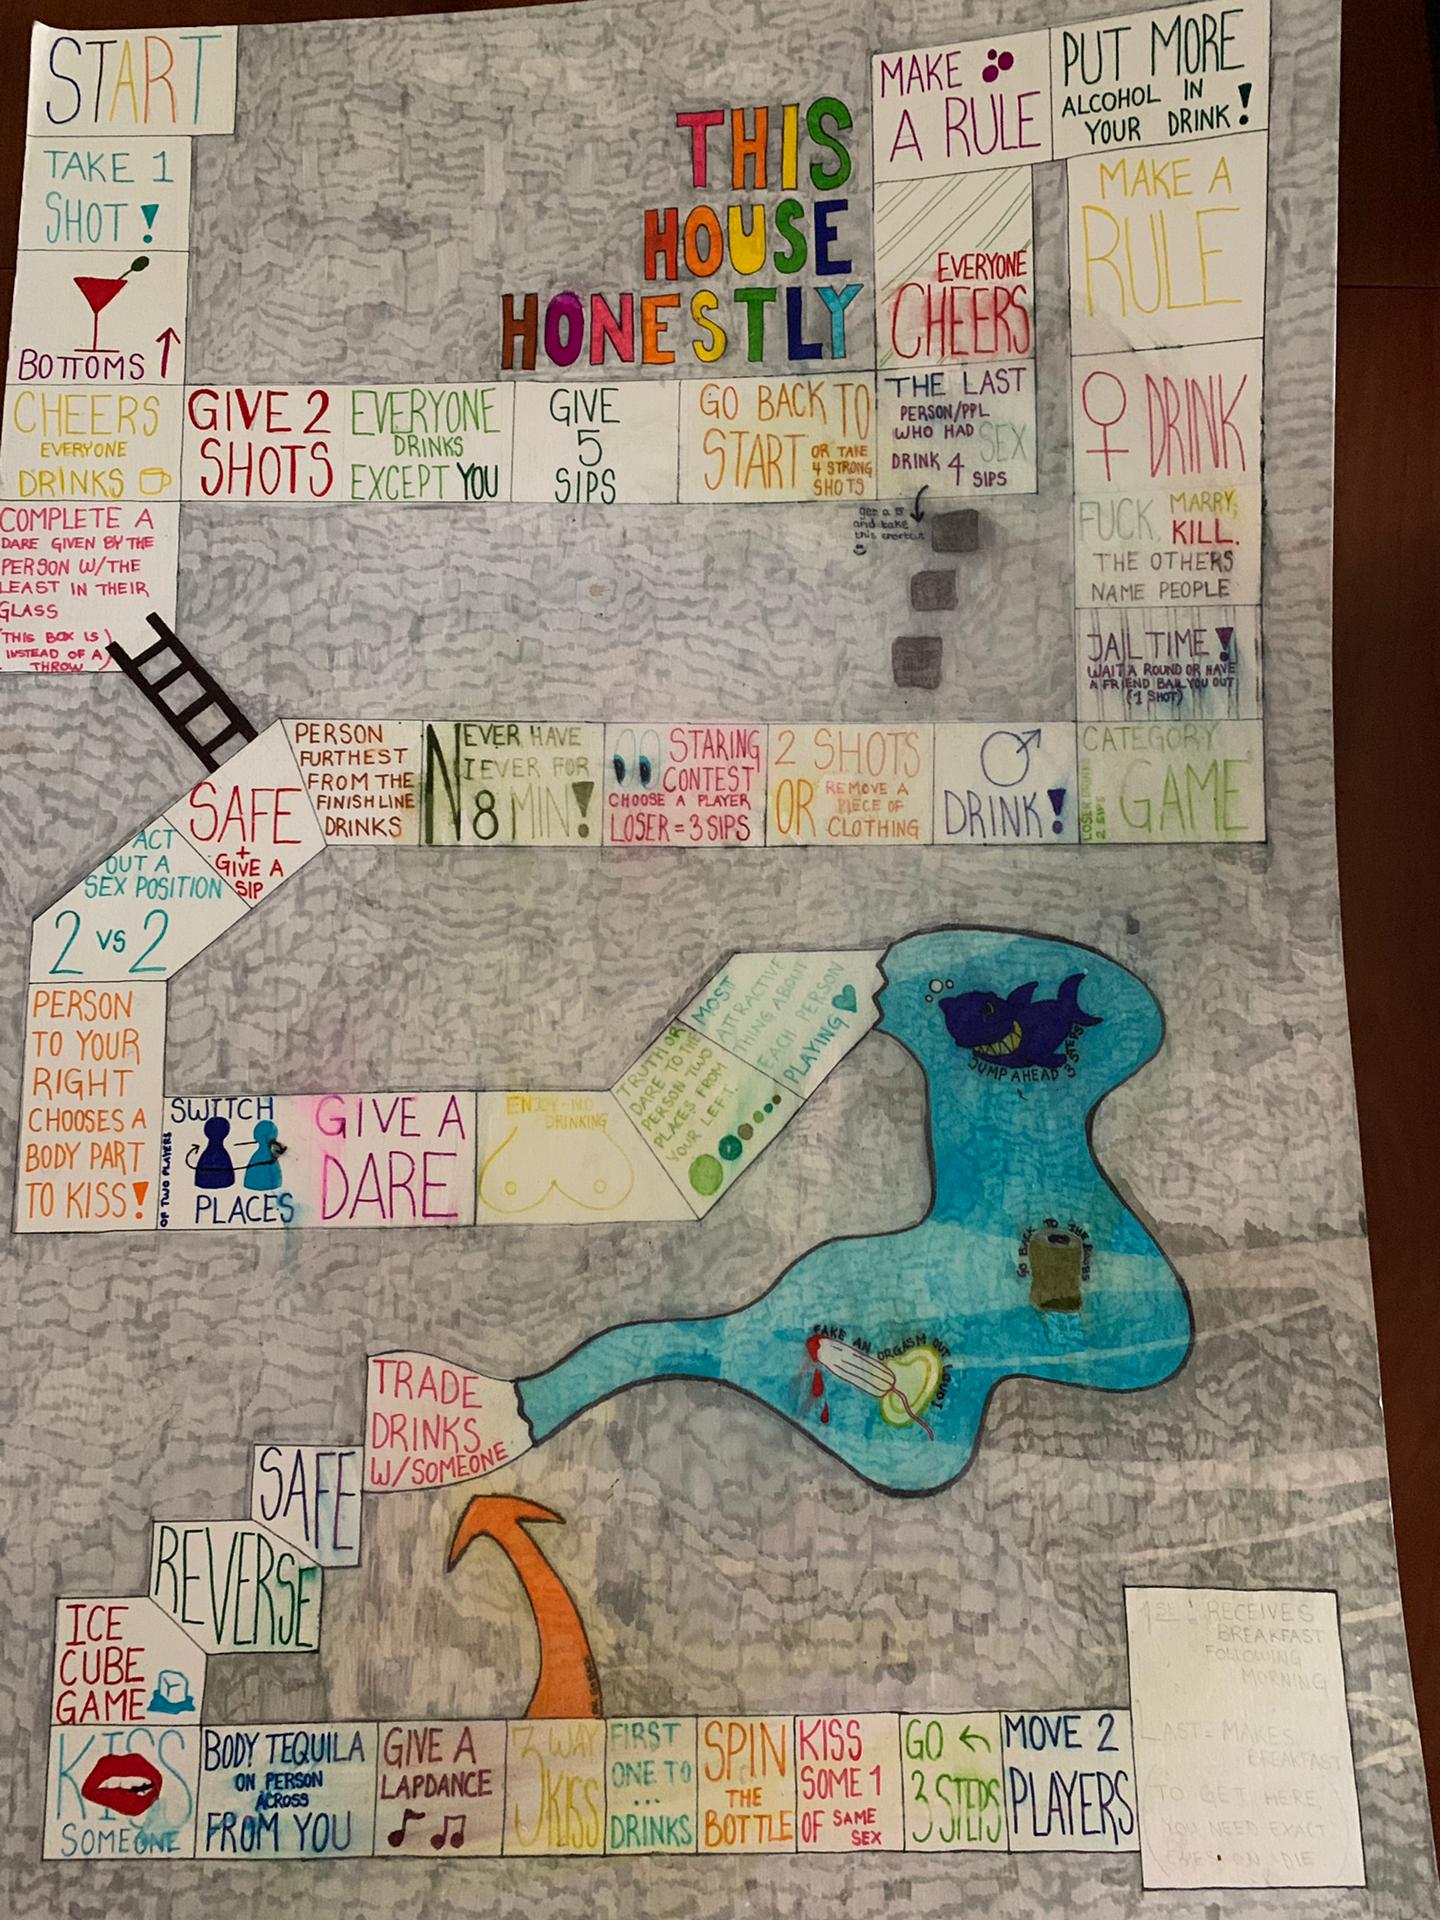 START
TAKE 1
SHOT!
BOTTOMS ↑
CHEERS
EVERYONE
DRINKS
GIVE 2
SHOTS
EVERYONE
DRINKS
EXCEPT YOU
GIVE
5
SIPS
GO BACK TO
START OR TAKE
4 STRONG
SHOTS
THE LAST
PERSON/PPL
WHO HAD SEX
DRINK 4
SIPS
EVERYONE
CHEERS
MAKE
A RULE
PUT MORE
ALCOHOL IN
YOUR DRINK!
MAKE A
RULE
♀ DRINK
FUCK, MARRY,
KILL.
THE OTHERS
NAME PEOPLE
JAIL TIME!
WAIT A ROUND OR HAVE
A FRIEND BAIL YOU OUT
(1 SHOT)
CATEGORY
GAME
2 SIPS
♂
DRINK!
2 SHOTS
OR REMOVE A
PIECE OF
CLOTHING
STARING
CONTEST
CHOOSE A PLAYER
LOSER = 3 SIPS
NEVER HAVE
I EVER FOR
8 MIN!
PERSON
FURTHEST
FROM THE
FINISH LINE
DRINKS
SAFE
+
GIVE A
SIP
ACT
OUT A
SEX POSITION
2 VS 2
PERSON
TO YOUR
RIGHT
CHOOSES A
BODY PART
TO KISS!
SWITCH
OF TWO PLAYERS
PLACES
GIVE A
DARE
ENJOY-NO
DRINKING
TRUTH OR
DARE TO THE
PERSON TWO
PLACES FROM
YOUR LEFT.
MOST
ATTRACTIVE
THING ABOUT
EACH PERSON
PLAYING
JUMP AHEAD 3 STEPS
GO BACK TO THE BOOBS
FAKE AN ORGASM OUT LOUD!
TRADE
DRINKS
W/SOMEONE
SAFE
REVERSE
ICE
CUBE
GAME
KISS
SOMEONE
BODY TEQUILA
ON PERSON
ACROSS
FROM YOU
GIVE A
LAPDANCE
3 WAY
KISS
FIRST
ONE TO
...
DRINKS
SPIN
THE
BOTTLE
KISS
SOME 1
OF SAME
SEX
GO ←
3 STEPS
MOVE 2
PLAYERS
1ST: RECEIVES
BREAKFAST
FOLLOWING
MORNING
LAST = MAKES
BREAKFAST
TO GET HERE
YOU NEED EXACT
EYES ON DIE
COMPLETE A
DARE GIVEN BY THE
PERSON W/THE
LEAST IN THEIR
GLASS
(THIS BOX IS
INSTEAD OF A
THROW)
THIS
HOUSE
HONESTLY
get a 5
and take
this shortcut